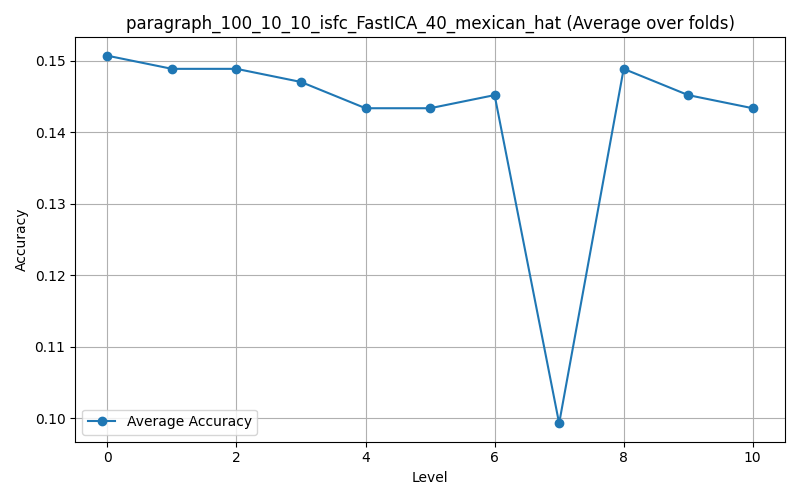 paragraph_100_10_10_isfc_FastICA_40_mexican_hat (Average over folds)
0.15
0.14
0.13
0.12
0.11
0.10
Accuracy
Average Accuracy
0 2 4 6 8 10
Level